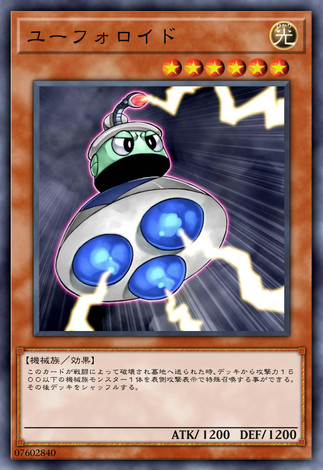 ユーフォロイド
光
【機械族／効果】
このカードが戦闘によって破壊され墓地へ送られた時、デッキから攻撃力１５
００以下の機械族モンスター１体を表側攻撃表示で特殊召喚する事ができる。
その後デッキをシャッフルする。
ATK/ 1200 DEF/ 1200
07602840